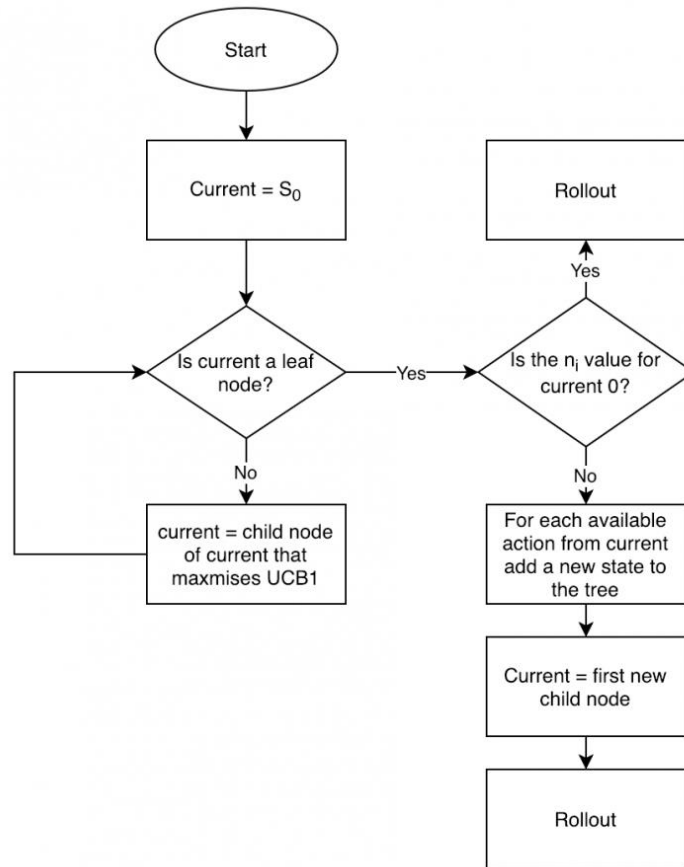 Start
Current = S₀
Rollout
Yes
Is current a leaf
node?
Yes
Is the nᵢ value for
current 0?
No
No
current = child node
of current that
maxmises UCB1
For each available
action from current
add a new state to
the tree
Current = first new
child node
Rollout